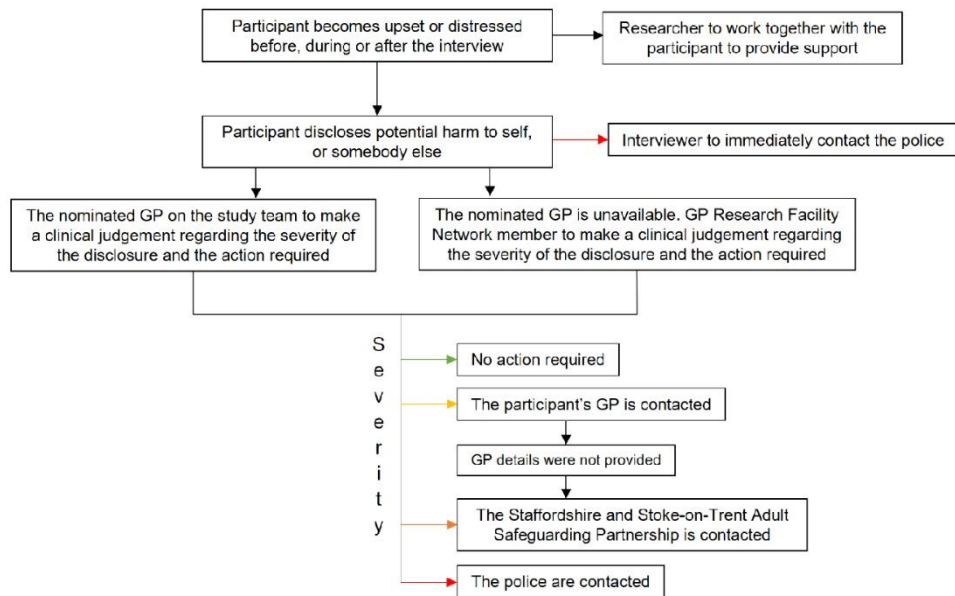 Participant becomes upset or distressed
before, during or after the interview
Researcher to work together with the
participant to provide support
Participant discloses potential harm to self,
or somebody else
Interviewer to immediately contact the police
The nominated GP on the study team to make
a clinical judgement regarding the severity of
the disclosure and the action required
The nominated GP is unavailable. GP Research Facility
Network member to make a clinical judgement regarding
the severity of the disclosure and the action required
Severity
No action required
The participant's GP is contacted
GP details were not provided
The Staffordshire and Stoke-on-Trent Adult
Safeguarding Partnership is contacted
The police are contacted